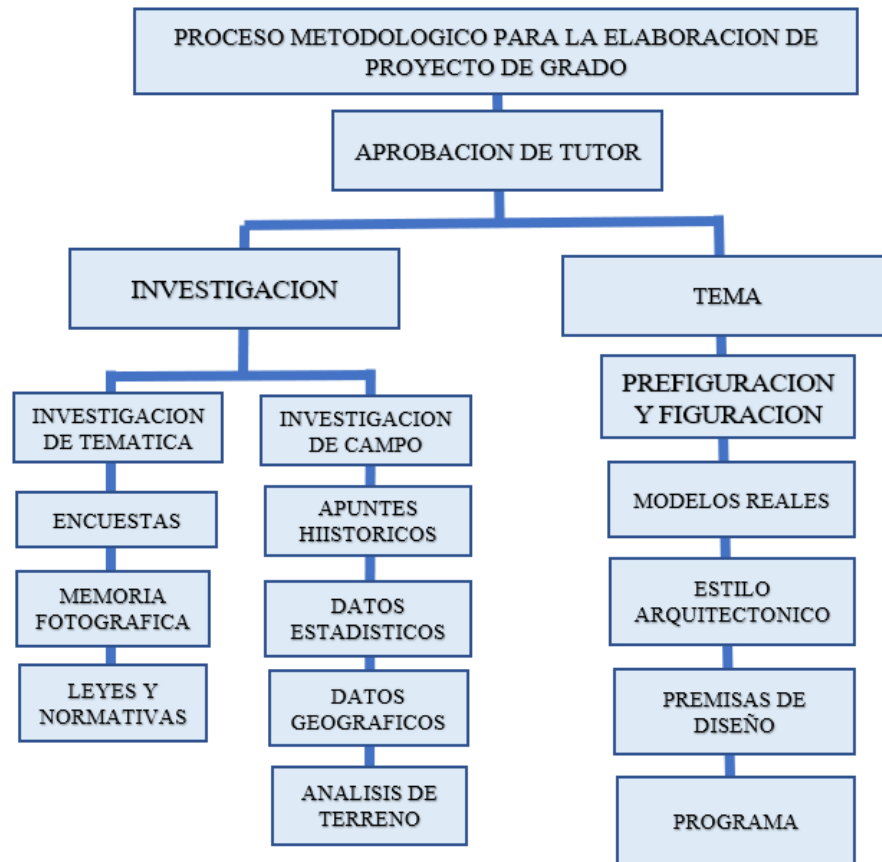 PROCESO METODOLOGICO PARA LA ELABORACION DE
PROYECTO DE GRADO
APROBACION DE TUTOR
INVESTIGACION
TEMA
INVESTIGACION
DE TEMATICA
ENCUESTAS
MEMORIA
FOTOGRAFICA
LEYES Y
NORMATIVAS
INVESTIGACION
DE CAMPO
APUNTES
HIISTORICOS
DATOS
ESTADISTICOS
DATOS
GEOGRAFICOS
ANALISIS DE
TERRENO
PREFIGURACION
Y FIGURACION
MODELOS REALES
ESTILO
ARQUITECTONICO
PREMISAS DE
DISEÑO
PROGRAMA